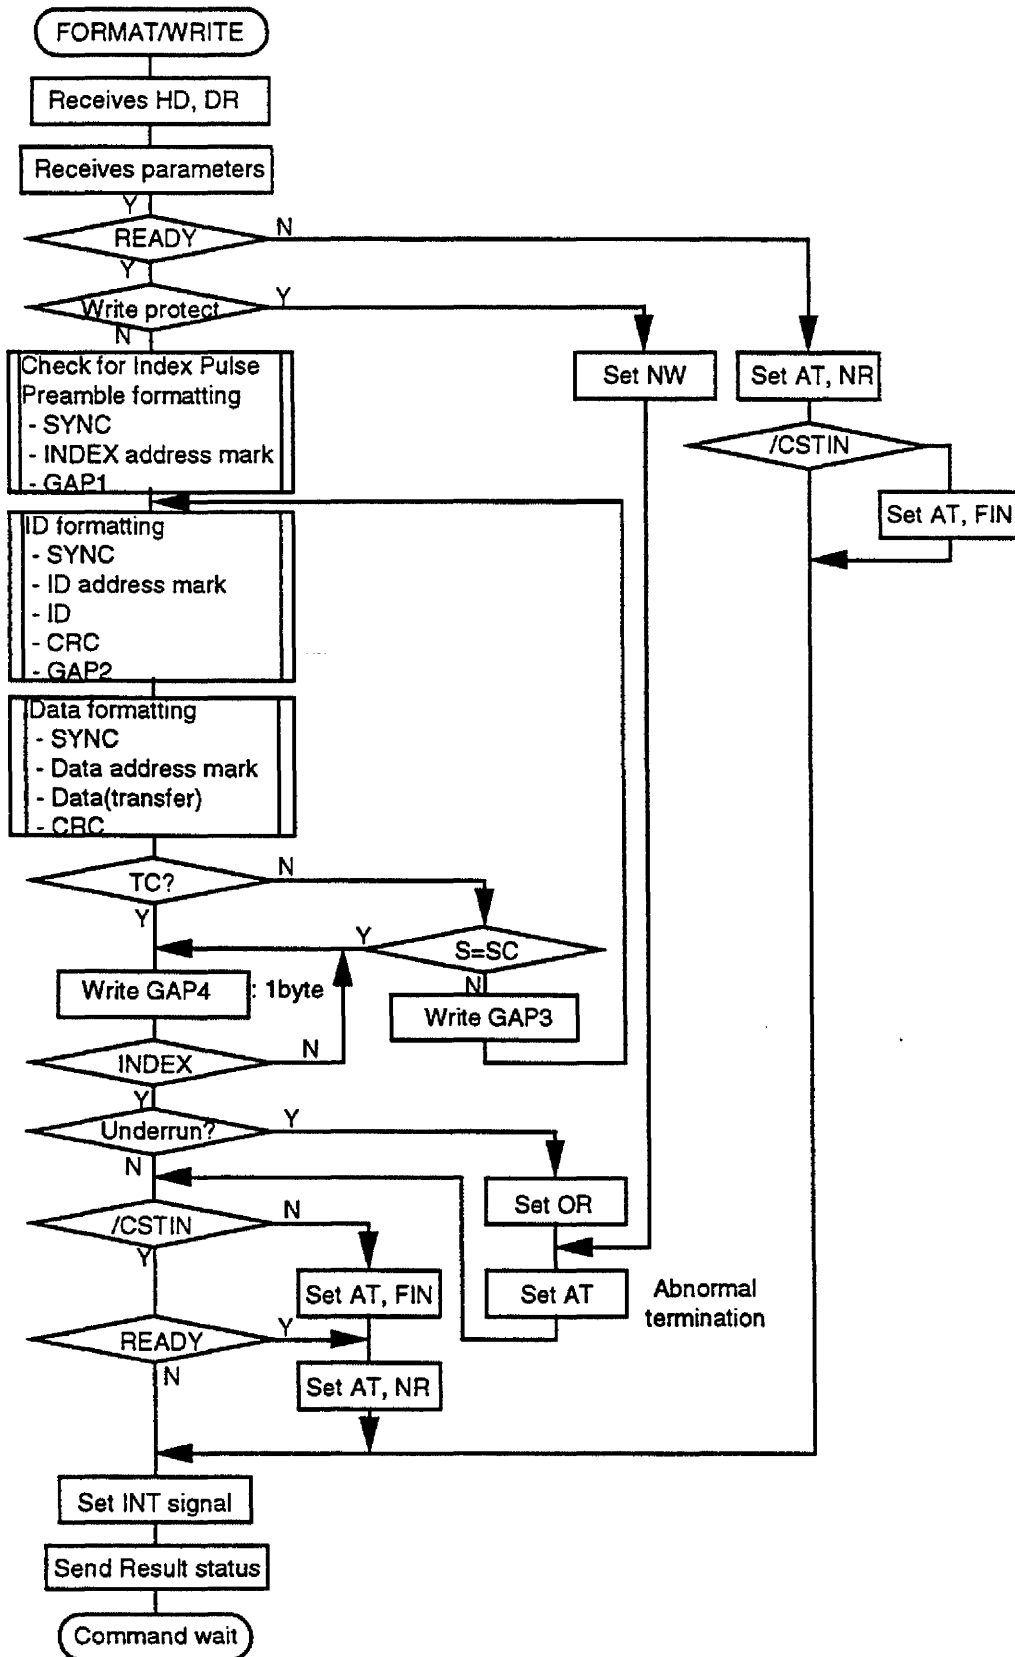 FORMAT/WRITE
Receives HD, DR
Receives parameters
Y
READY
N
Y
Write protect
Y
N
Check for Index Pulse
Preamble formatting
- SYNC
- INDEX address mark
- GAP1
Set NW
Set AT, NR
/CSTIN
Set AT, FIN
ID formatting
- SYNC
- ID address mark
- ID
- CRC
- GAP2
Data formatting
- SYNC
- Data address mark
- Data(transfer)
- CRC
TC?
N
Y
Y
S=SC
N
Write GAP4 : 1byte
Write GAP3
INDEX
N
Y
Underrun?
Y
N
Set OR
/CSTIN
N
Y
Set AT, FIN
Set AT
Abnormal
termination
READY
Y
N
Set AT, NR
Set INT signal
Send Result status
Command wait